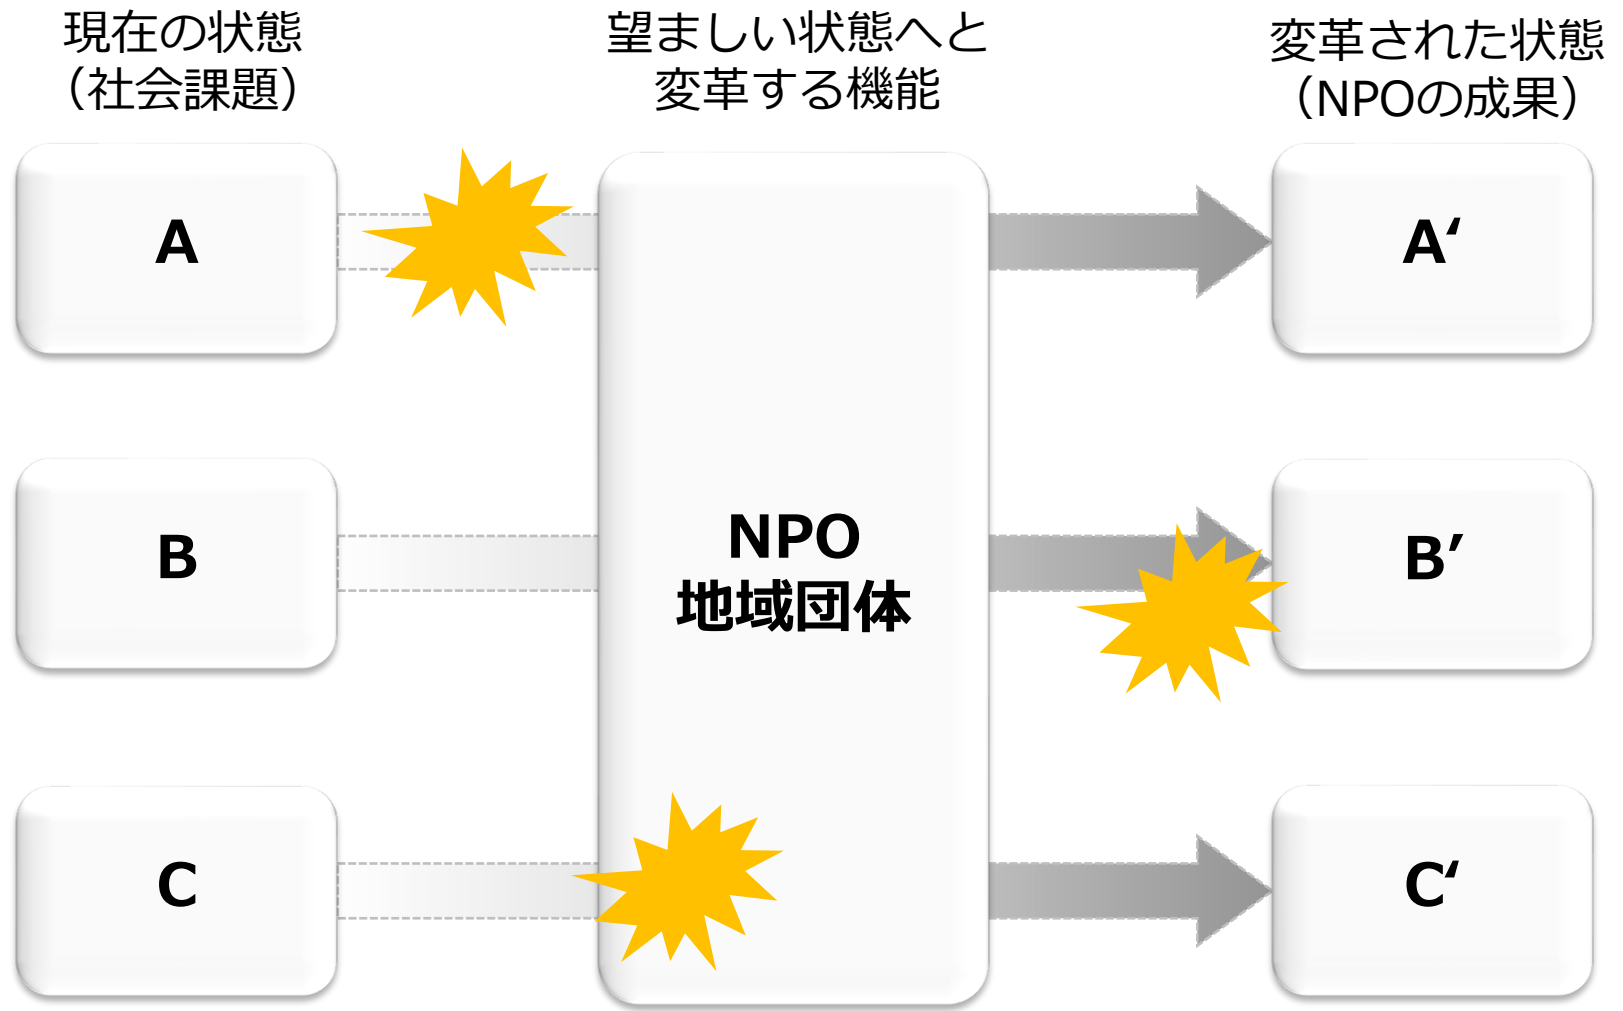 現在の状態
（社会課題）
望ましい状態へと
変革する機能
変革された状態
（NPOの成果）
A
A‘
B
NPO
地域団体
B’
C
C‘